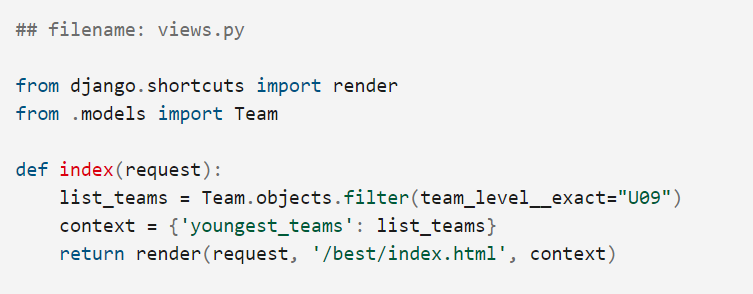 ## filename: views.py
from django.shortcuts import render
from .models import Team
def index(request):
    list_teams = Team.objects.filter(team_level__exact="U09")
    context = {'youngest_teams': list_teams}
    return render(request, '/best/index.html', context)